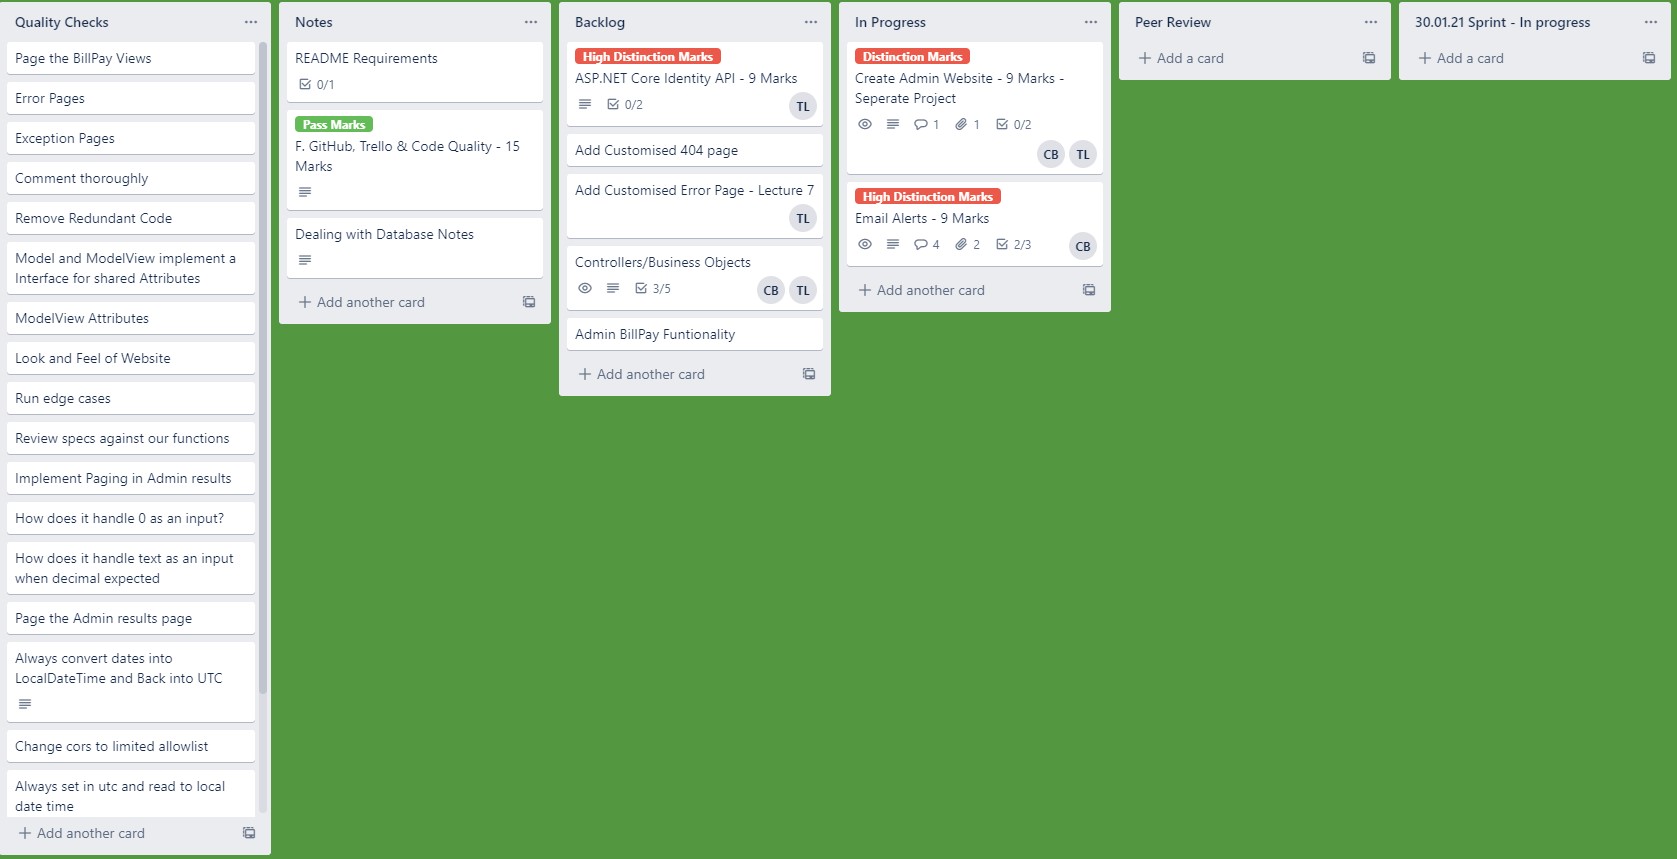 Quality Checks
Page the BillPay Views
Error Pages
Exception Pages
Comment thoroughly
Remove Redundant Code
Model and ModelView implement a
Interface for shared Attributes
ModelView Attributes
Look and Feel of Website
Run edge cases
Review specs against our functions
Implement Paging in Admin results
How does it handle 0 as an input?
How does it handle text as an input
when decimal expected
Page the Admin results page
Always convert dates into
LocalDateTime and Back into UTC
Change cors to limited allowlist
Always set in utc and read to local
date time
+ Add another card
Notes
README Requirements
0/1
Pass Marks
F. GitHub, Trello & Code Quality - 15
Marks
Dealing with Database Notes
+ Add another card
Backlog
High Distinction Marks
ASP.NET Core Identity API - 9 Marks
0/2
TL
Add Customised 404 page
Add Customised Error Page - Lecture 7
TL
Controllers/Business Objects
3/5
CB TL
Admin BillPay Funtionality
+ Add another card
In Progress
Distinction Marks
Create Admin Website - 9 Marks -
Seperate Project
1 1 0/2
CB TL
High Distinction Marks
Email Alerts - 9 Marks
4 2 2/3
CB
+ Add another card
Peer Review
+ Add a card
30.01.21 Sprint - In progress
+ Add a card